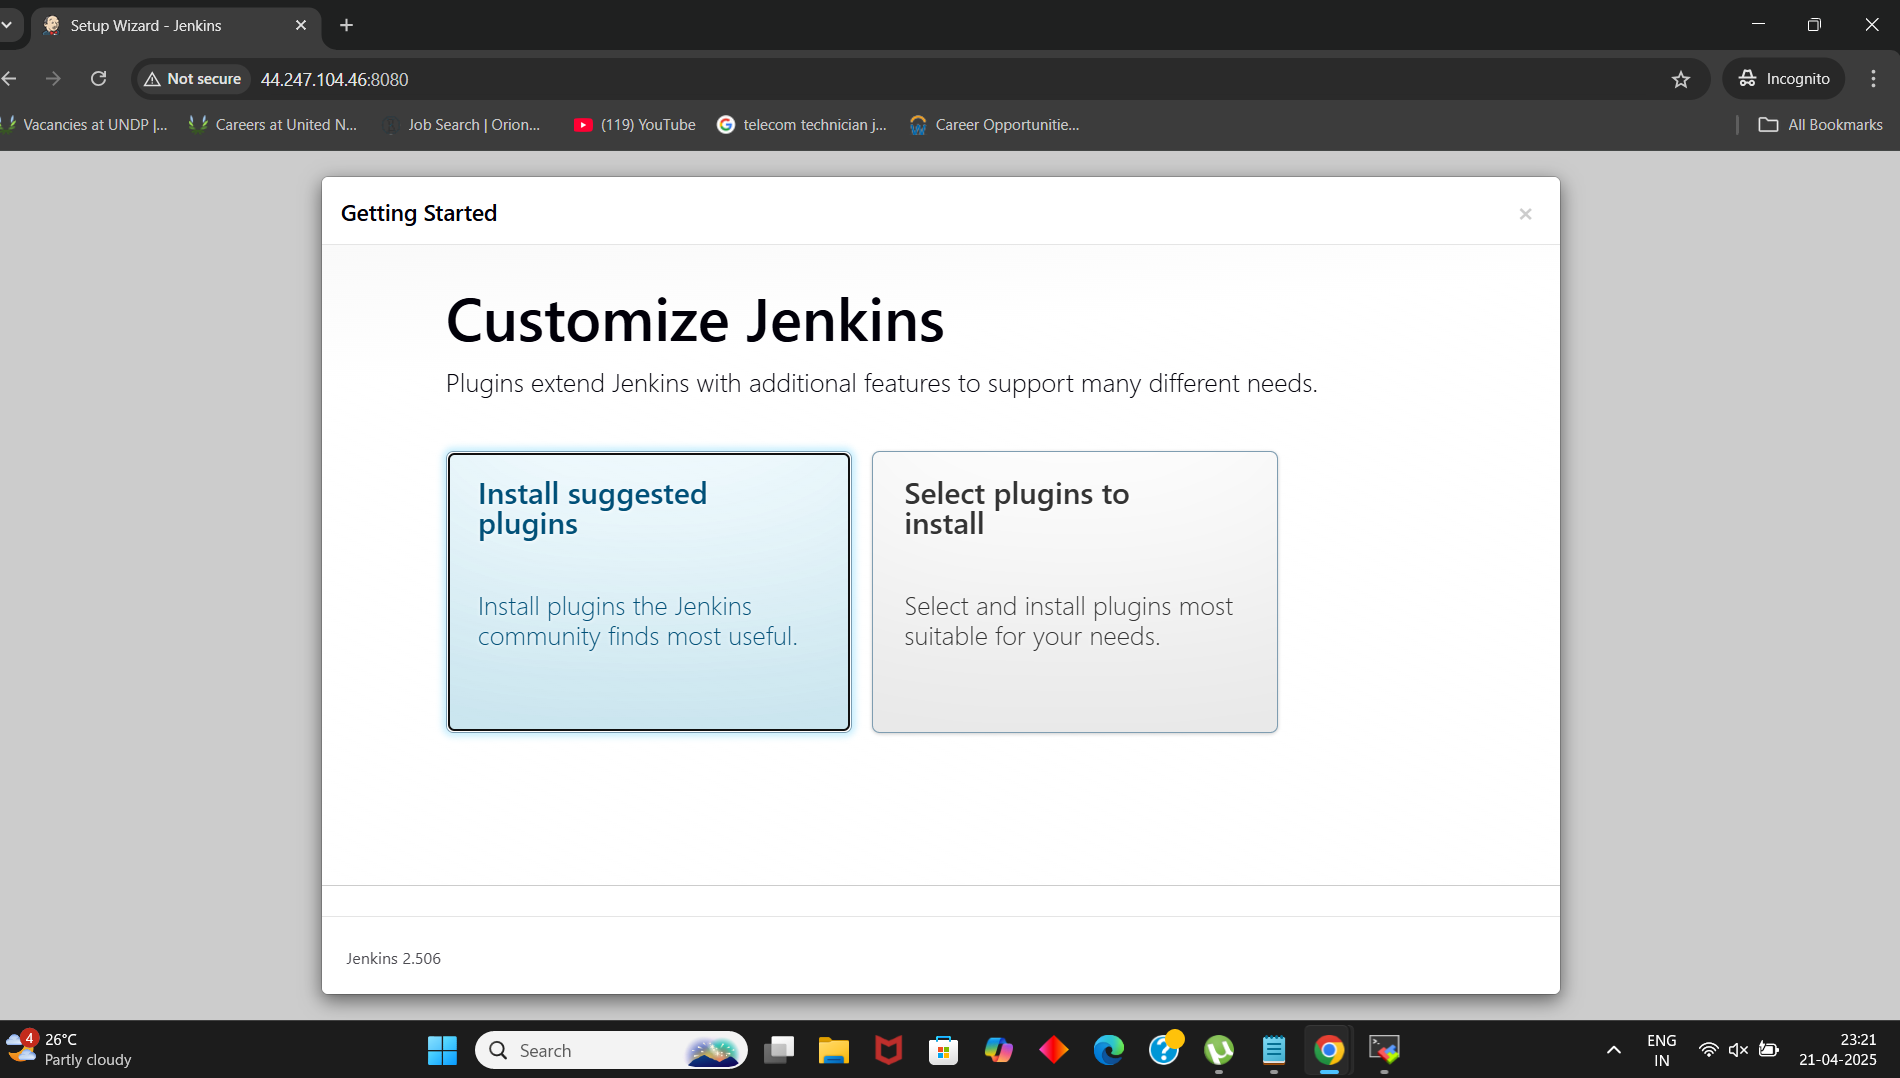 Setup Wizard - Jenkins
Not secure
44.247.104.46:8080
Incognito
Vacancies at UNDP |...
Careers at United N...
Job Search | Orion...
(119) YouTube
telecom technician j...
Career Opportunitie...
All Bookmarks
Getting Started
Customize Jenkins
Plugins extend Jenkins with additional features to support many different needs.
Install suggested
plugins
Install plugins the Jenkins
community finds most useful.
Select plugins to
install
Select and install plugins most
suitable for your needs.
Jenkins 2.506
4
26°C
Partly cloudy
Search
ENG
IN
23:21
21-04-2025